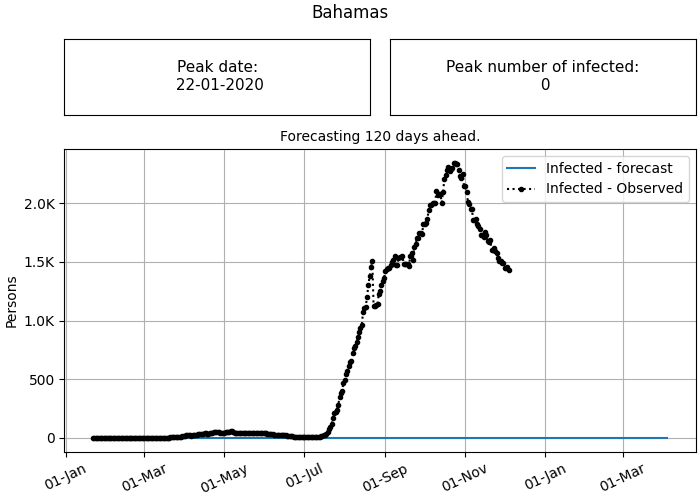 Bahamas
Peak date:
22-01-2020
Peak number of infected:
0
Forecasting 120 days ahead.
Infected - forecast
Infected - Observed
Persons
2.0K
1.5K
1.0K
500
0
01-Jan
01-Mar
01-May
01-Jul
01-Sep
01-Nov
01-Jan
01-Mar